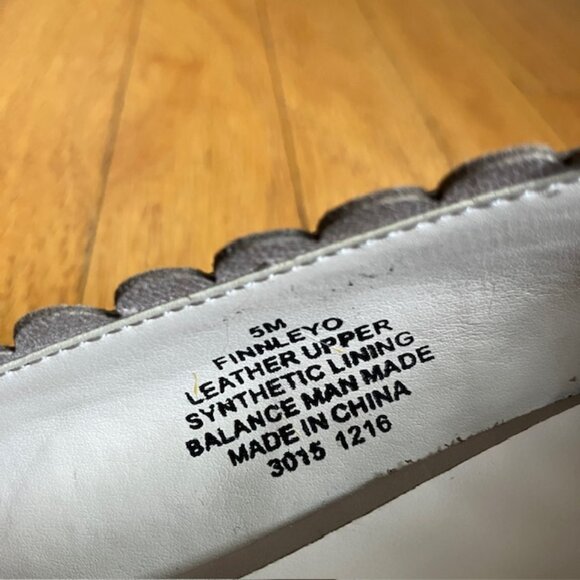 5M
FINNLEYO
LEATHER UPPER
SYNTHETIC LINING
BALANCE MAN MADE
MADE IN CHINA
3015 1216